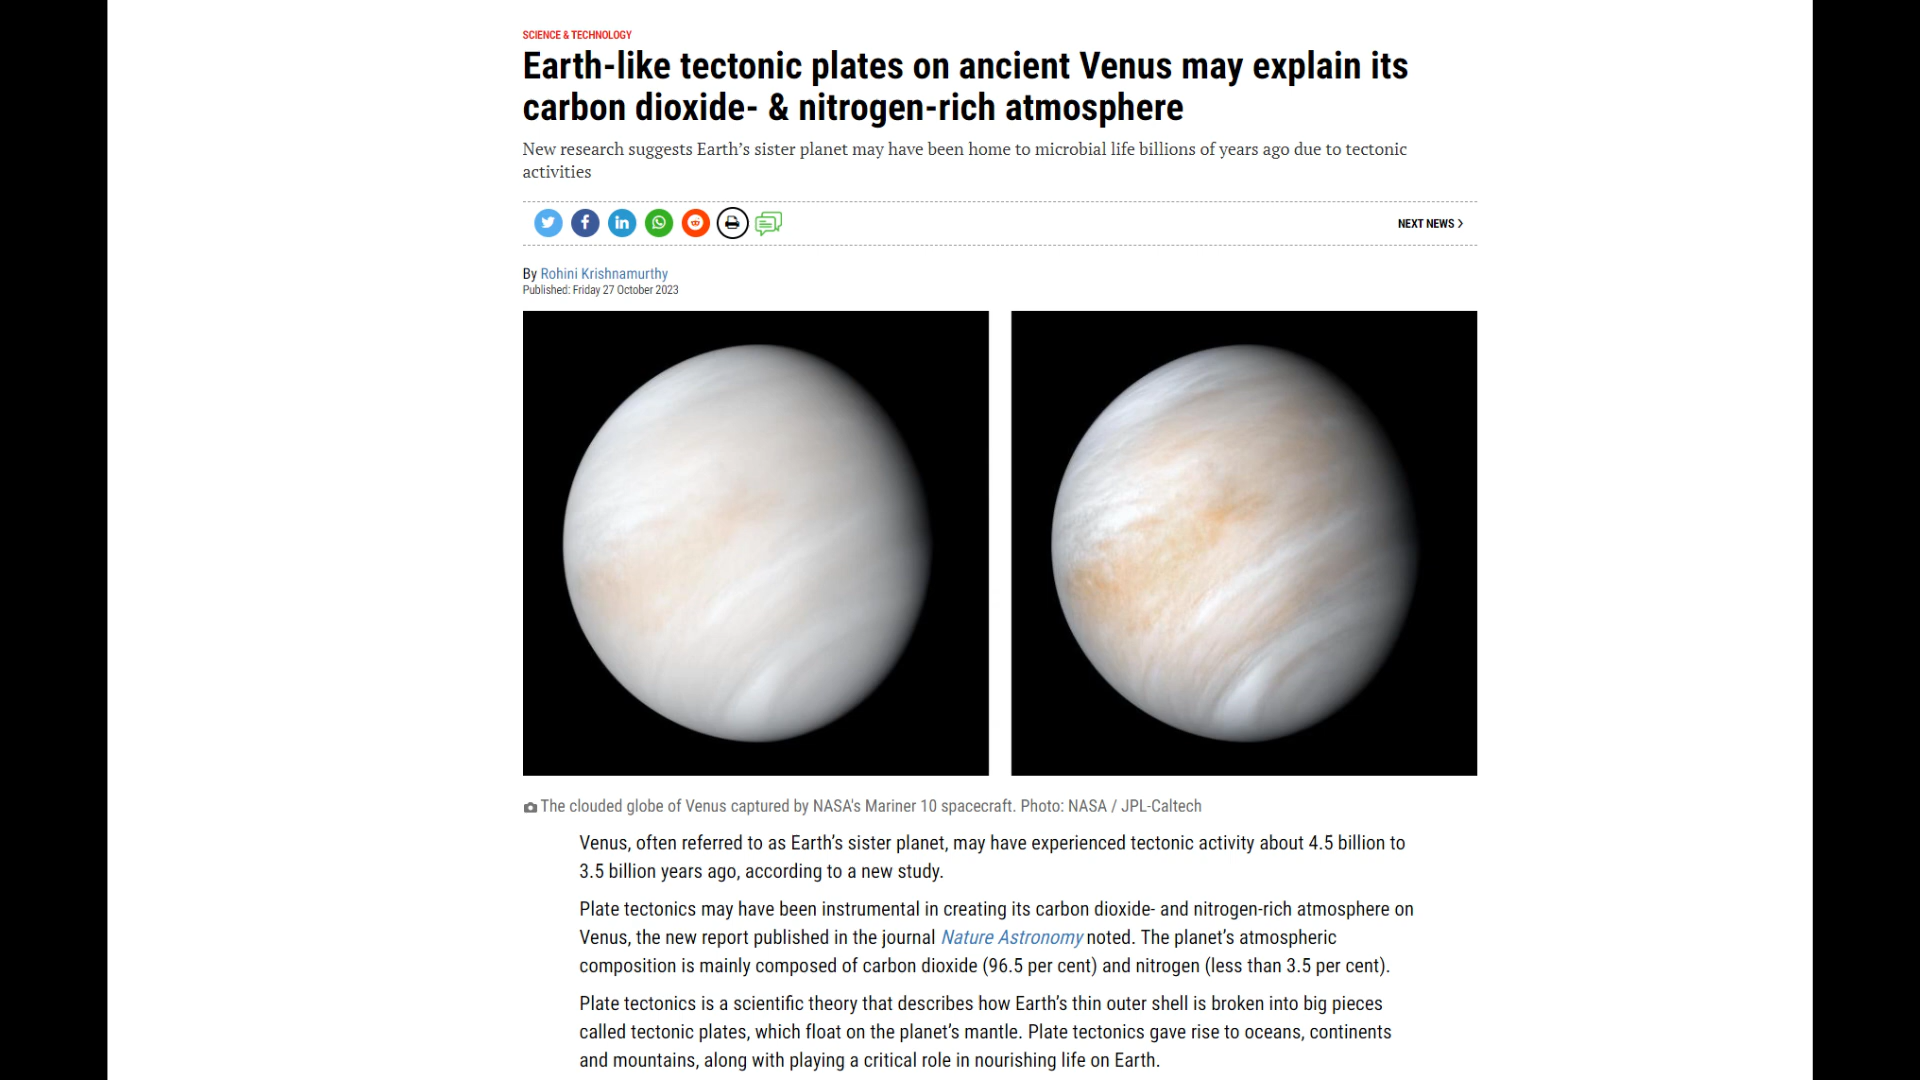 SCIENCE & TECHNOLOGY
Earth-like tectonic plates on ancient Venus may explain its
carbon dioxide- & nitrogen-rich atmosphere
New research suggests Earth’s sister planet may have been home to microbial life billions of years ago due to tectonic
activities
NEXT NEWS >
By Rohini Krishnamurthy
Published: Friday 27 October 2023
The clouded globe of Venus captured by NASA's Mariner 10 spacecraft. Photo: NASA / JPL-Caltech
Venus, often referred to as Earth’s sister planet, may have experienced tectonic activity about 4.5 billion to
3.5 billion years ago, according to a new study.
Plate tectonics may have been instrumental in creating its carbon dioxide- and nitrogen-rich atmosphere on
Venus, the new report published in the journal Nature Astronomy noted. The planet’s atmospheric
composition is mainly composed of carbon dioxide (96.5 per cent) and nitrogen (less than 3.5 per cent).
Plate tectonics is a scientific theory that describes how Earth’s thin outer shell is broken into big pieces
called tectonic plates, which float on the planet’s mantle. Plate tectonics gave rise to oceans, continents
and mountains, along with playing a critical role in nourishing life on Earth.